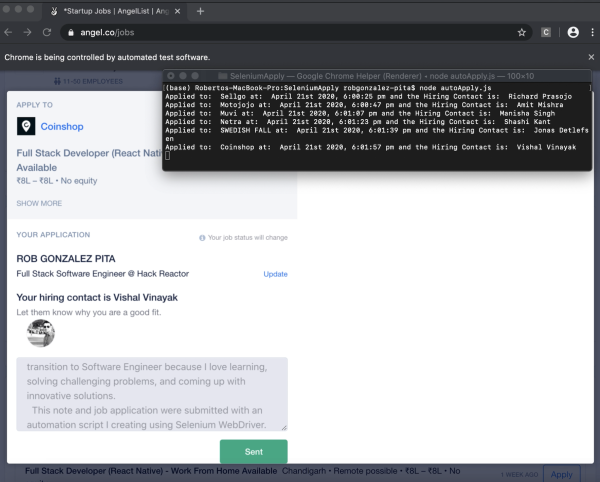 *Startup Jobs | AngelList | Ang
angel.co/jobs
C
Chrome is being controlled by automated test software.
11-50 EMPLOYEES
SeleniumApply — Google Chrome Helper (Renderer) • node autoApply.js — 100×10
(base) Robertos-MacBook-Pro:SeleniumApply robgonzalez-pita$ node autoApply.js
Applied to:  Sellgo at:  April 21st 2020, 6:00:25 pm and the Hiring Contact is:  Richard Prasojo
Applied to:  Motojojo at:  April 21st 2020, 6:00:47 pm and the Hiring Contact is:  Amit Mishra
Applied to:  Muvi at:  April 21st 2020, 6:01:07 pm and the Hiring Contact is:  Manisha Singh
Applied to:  Netra at:  April 21st 2020, 6:01:23 pm and the Hiring Contact is:  Shashi Kant
Applied to:  SWEDISH FALL at:  April 21st 2020, 6:01:39 pm and the Hiring Contact is:  Jonas Detlefs
en
Applied to:  Coinshop at:  April 21st 2020, 6:01:57 pm and the Hiring Contact is:  Vishal Vinayak
APPLY TO
Coinshop
Full Stack Developer (React Nativ
Available
₹8L – ₹8L • No equity
SHOW MORE
YOUR APPLICATION
Your job status will change
ROB GONZALEZ PITA
Full Stack Software Engineer @ Hack Reactor
Update
Your hiring contact is Vishal Vinayak
Let them know why you are a good fit.
transition to Software Engineer because I love learning,
solving challenging problems, and coming up with
innovative solutions.
This note and job application were submitted with an
automation script I creating using Selenium WebDriver.
Sent
Full Stack Developer (React Native) - Work From Home Available Chandigarh • Remote possible • ₹8L – ₹8L • No
1 WEEK AGO
Apply